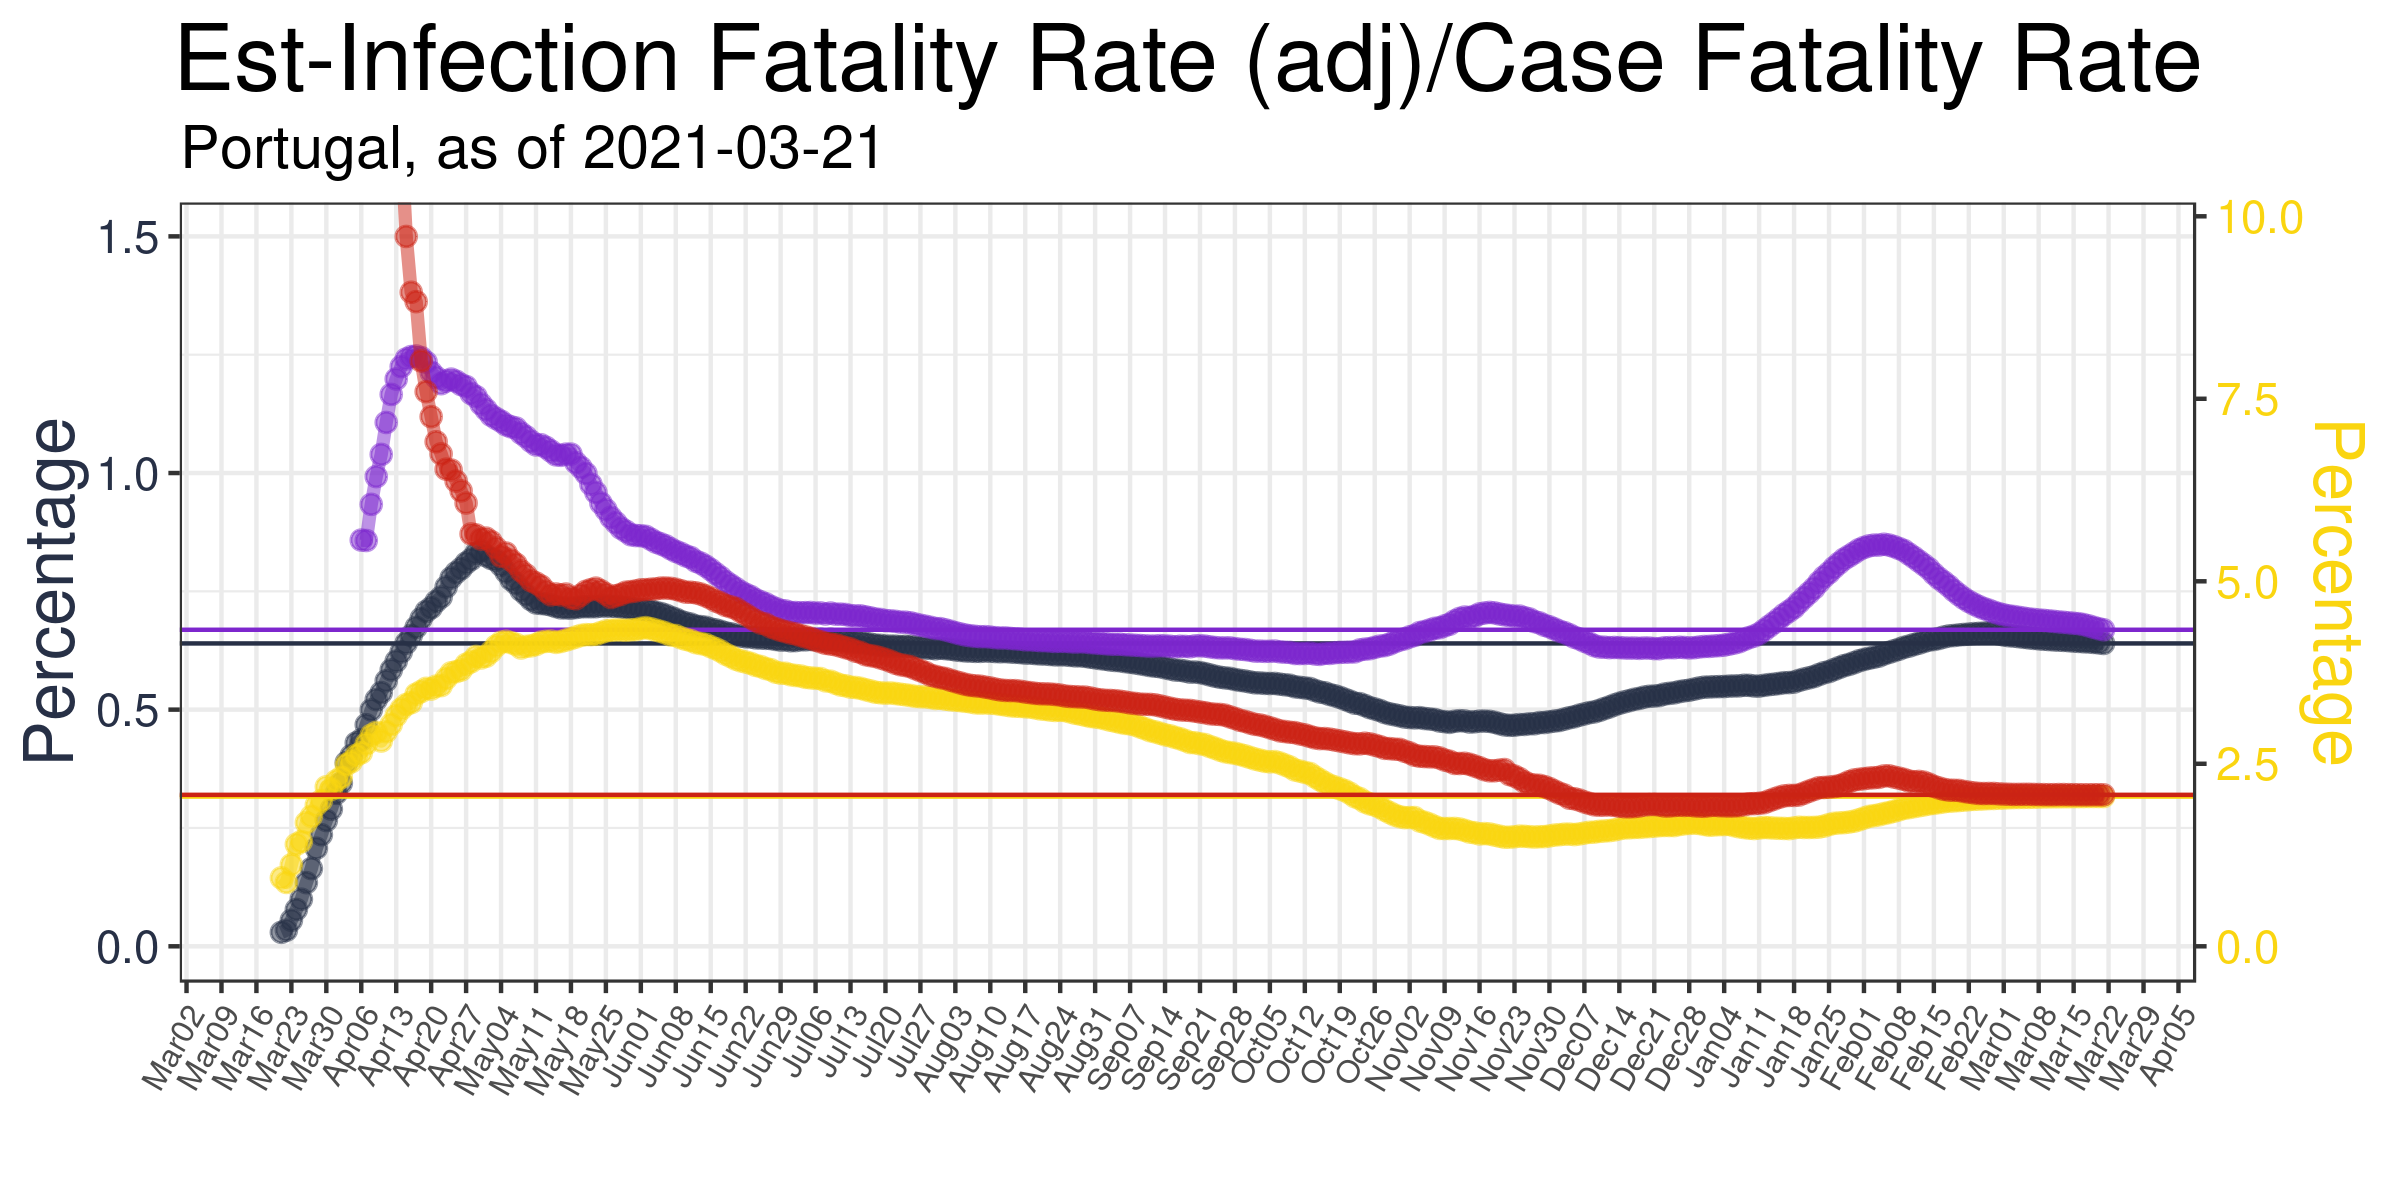 Est-Infection Fatality Rate (adj)/Case Fatality Rate
Portugal, as of 2021-03-21
Percentage
1.5
1.0
0.5
0.0
10.0
7.5
5.0
2.5
0.0
Percentage
Mar02
Mar09
Mar16
Mar23
Mar30
Apr06
Apr13
Apr20
Apr27
May04
May11
May18
May25
Jun01
Jun08
Jun15
Jun22
Jun29
Jul06
Jul13
Jul20
Jul27
Aug03
Aug10
Aug17
Aug24
Aug31
Sep07
Sep14
Sep21
Sep28
Oct05
Oct12
Oct19
Oct26
Nov02
Nov09
Nov16
Nov23
Nov30
Dec07
Dec14
Dec21
Dec28
Jan04
Jan11
Jan18
Jan25
Feb01
Feb08
Feb15
Feb22
Mar01
Mar08
Mar15
Mar22
Mar29
Apr05